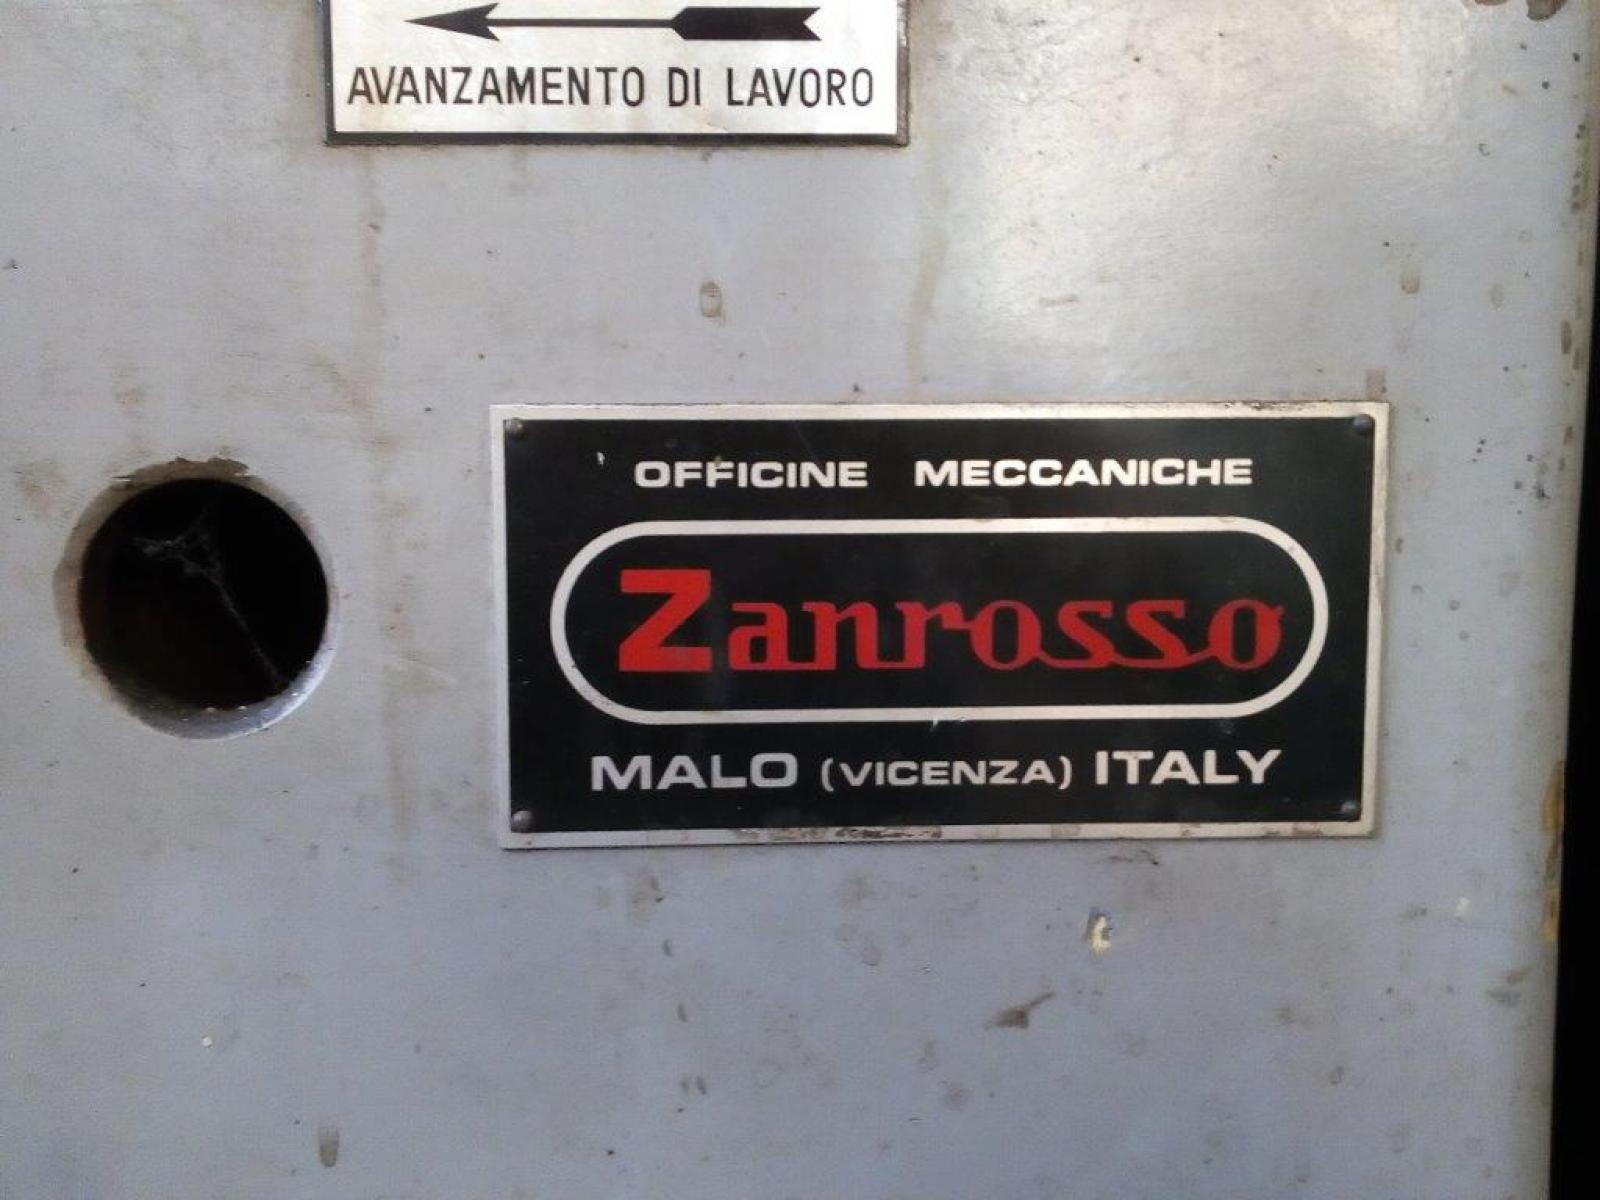 AVANZAMENTO DI LAVORO
OFFICINE MECCANICHE
Zanrosso
MALO (VICENZA) ITALY